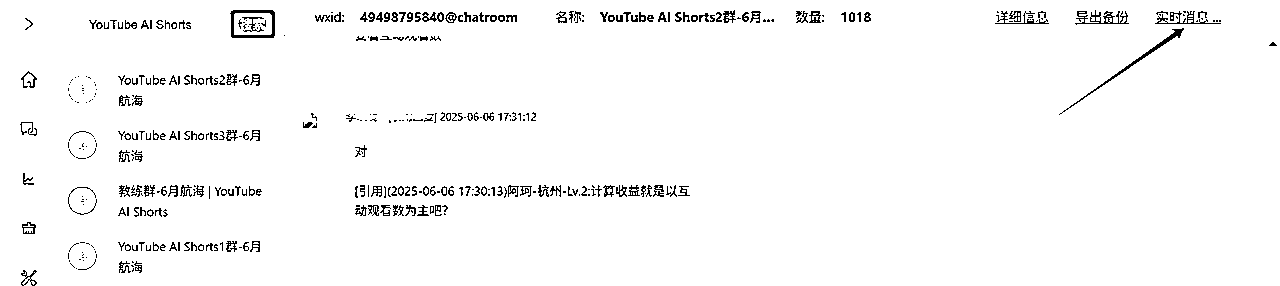 YouTube AI Shorts
搜索
wxid: 49498795840@chatroom 名称: YouTube AI Shorts2群-6月... 数量: 1018
详细信息 导出备份 实时消息 ...
YouTube AI Shorts2群-6月
航海
YouTube AI Shorts3群-6月
航海
教练群-6月航海 | YouTube
AI Shorts
YouTube AI Shorts1群-6月
航海
2025-06-06 17:31:12
对
[引用](2025-06-06 17:30:13)阿珂-杭州-Lv.2:计算收益就是以互
动观看数为主吧?